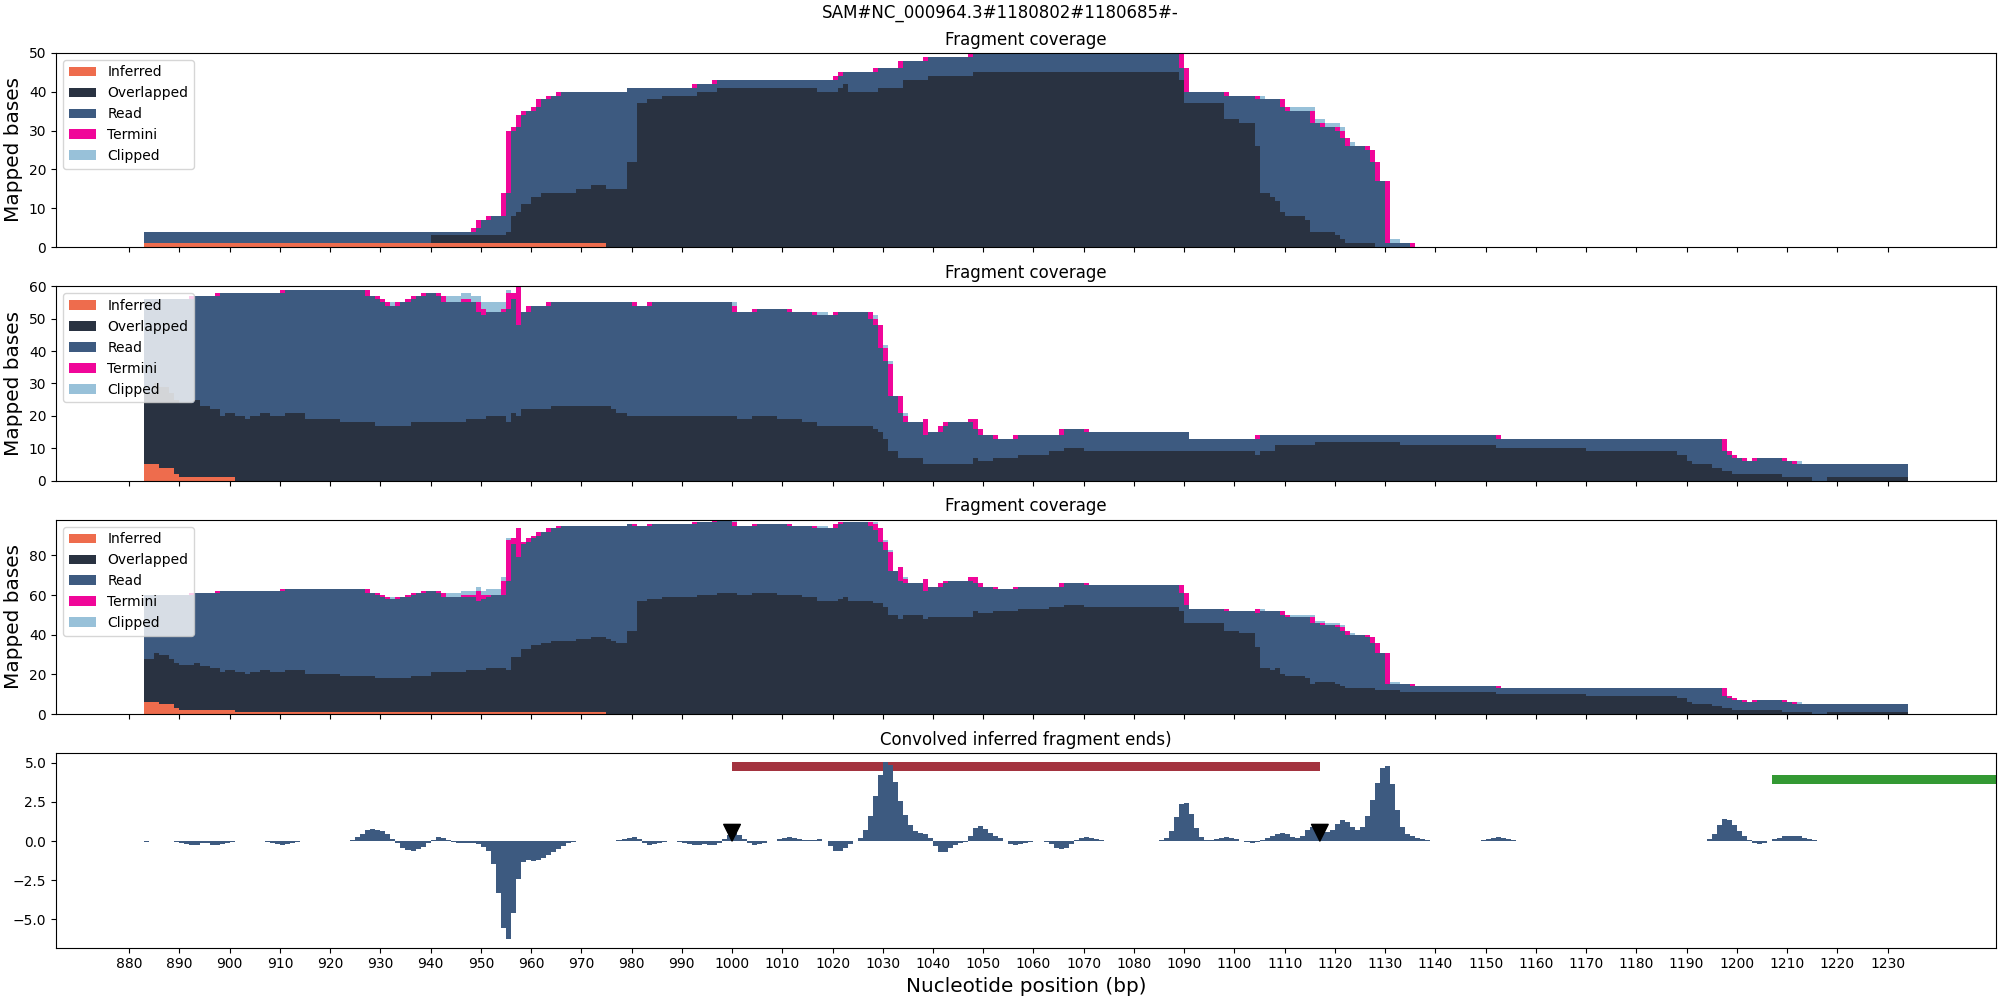 SAM#NC_000964.3#1180802#1180685#-
Fragment coverage
50
40
30
20
10
0
Mapped bases
Inferred
Overlapped
Read
Termini
Clipped
Fragment coverage
60
50
40
30
20
10
0
Mapped bases
Inferred
Overlapped
Read
Termini
Clipped
Fragment coverage
80
60
40
20
0
Mapped bases
Inferred
Overlapped
Read
Termini
Clipped
Convolved inferred fragment ends)
5.0
2.5
0.0
−2.5
−5.0
880 890 900 910 920 930 940 950 960 970 980 990 1000 1010 1020 1030 1040 1050 1060 1070 1080 1090 1100 1110 1120 1130 1140 1150 1160 1170 1180 1190 1200 1210 1220 1230
Nucleotide position (bp)